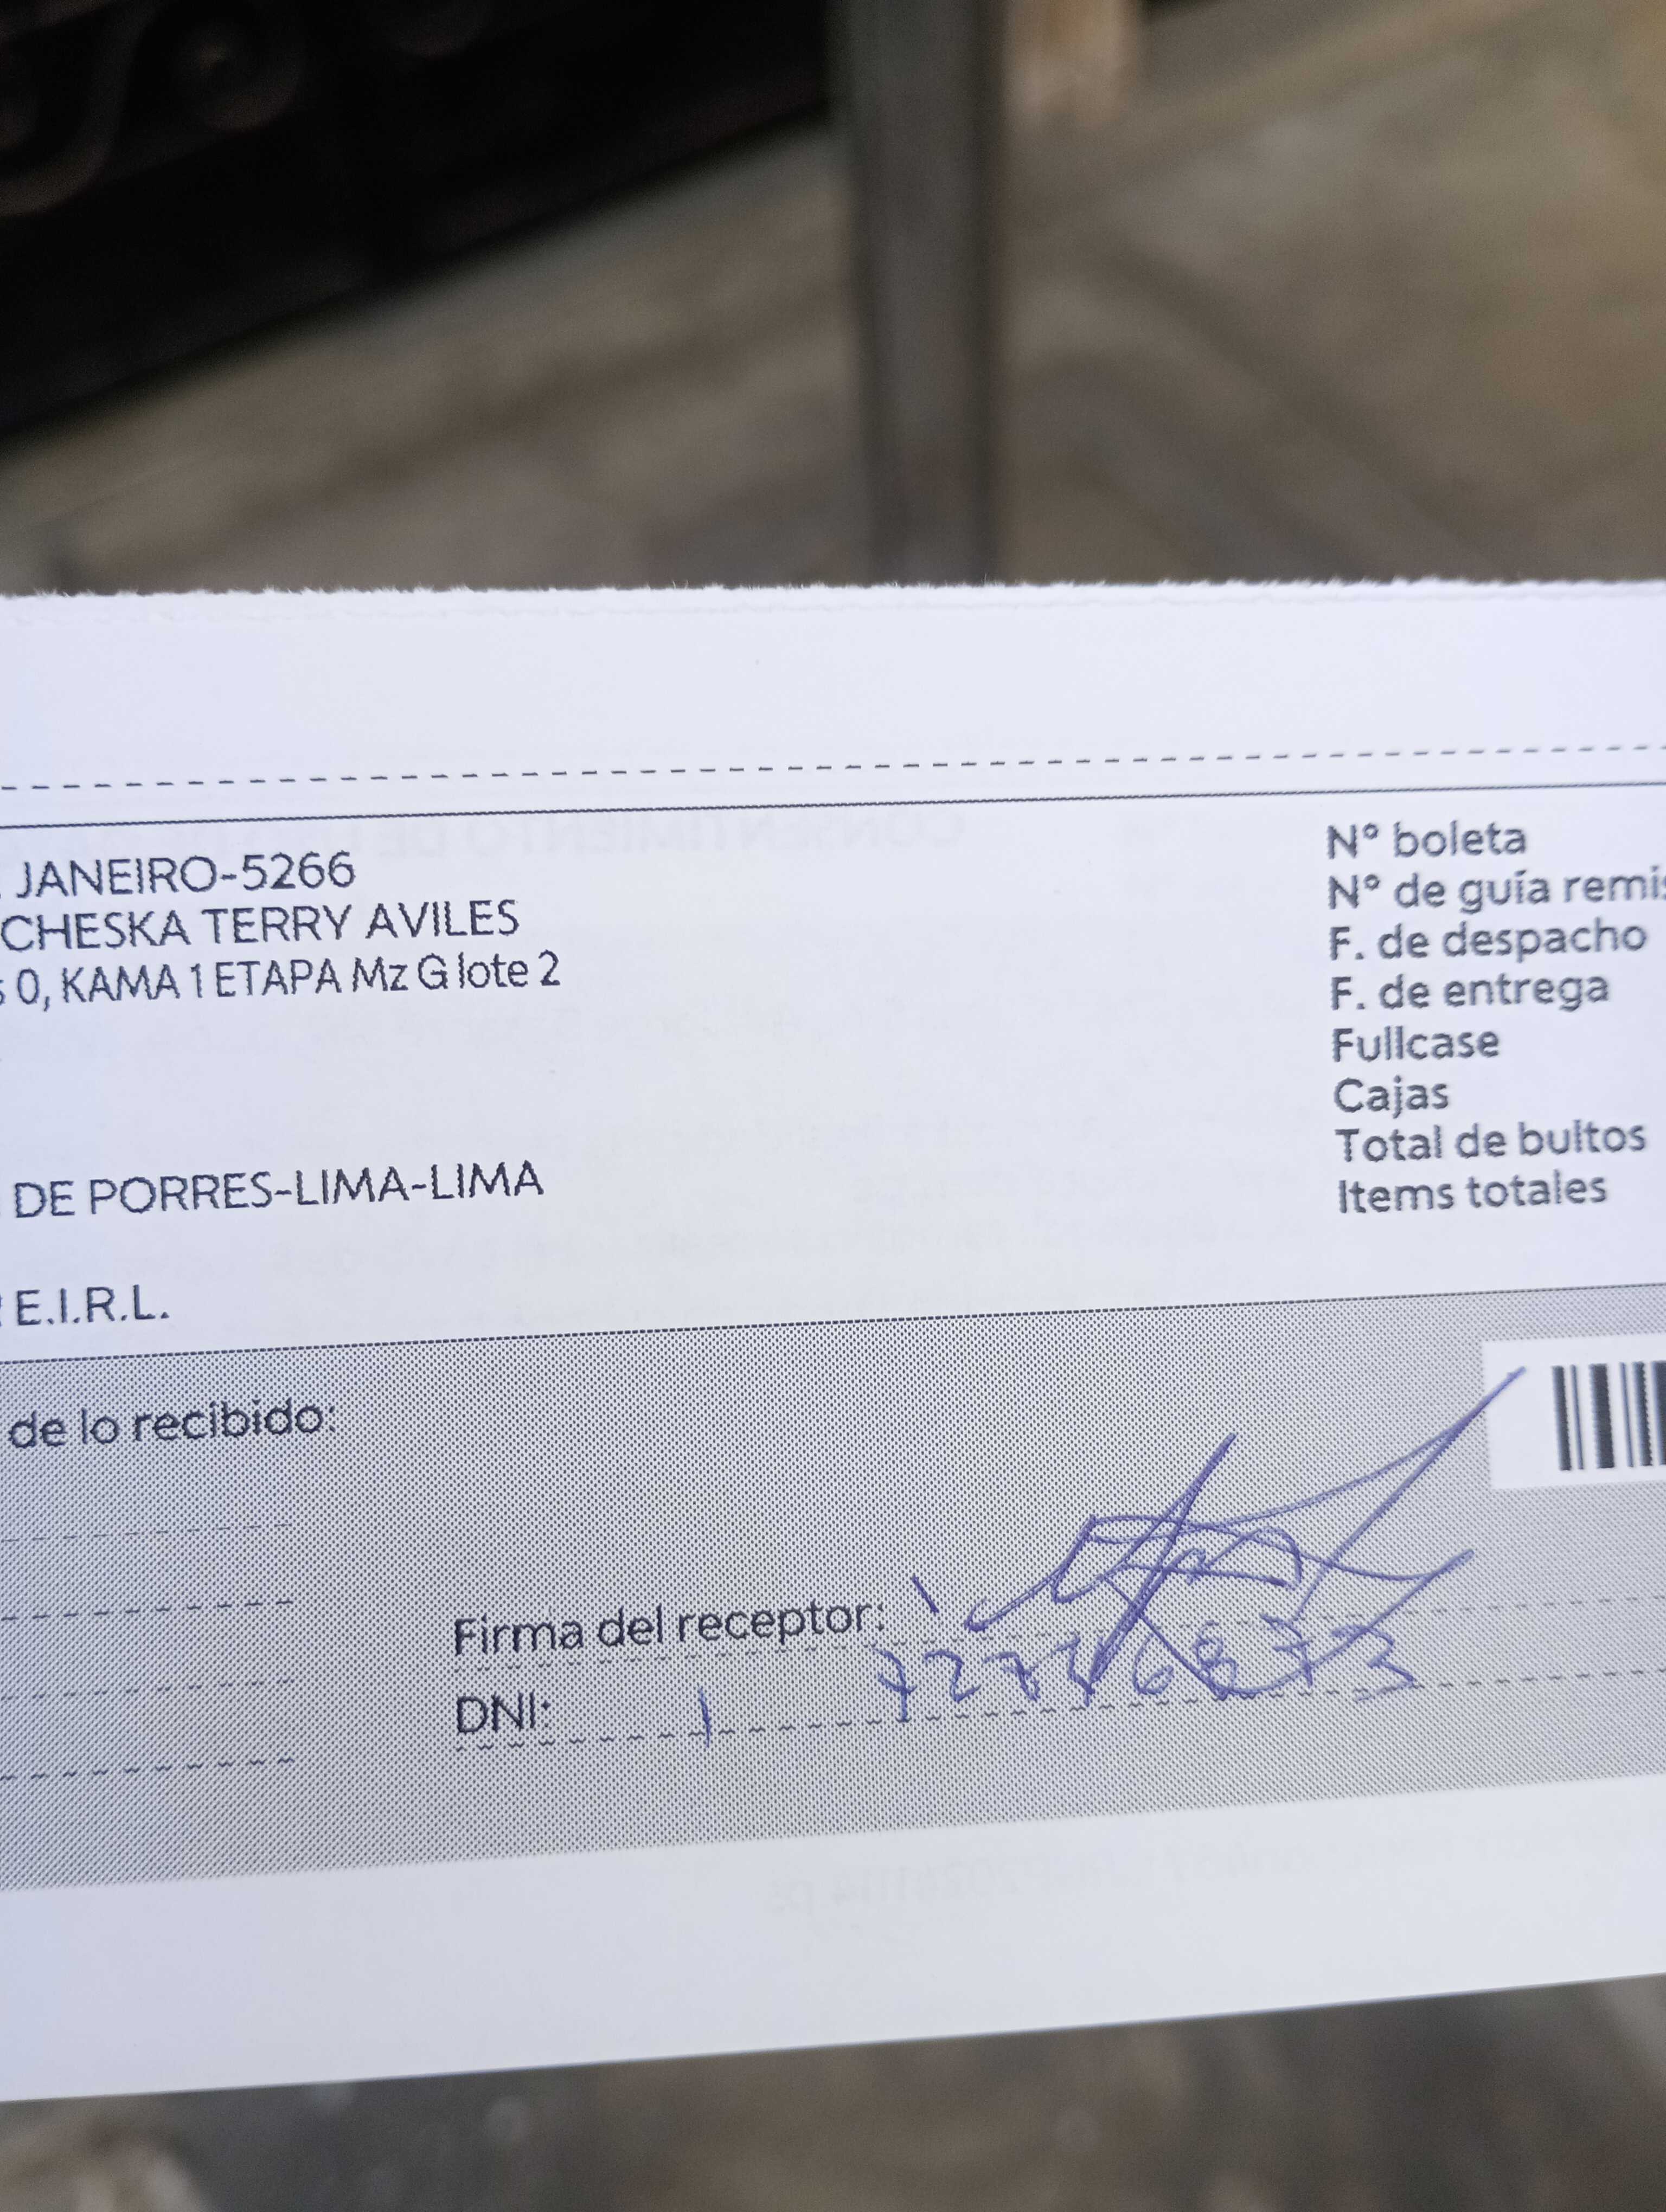 JANEIRO-5266
CHESKA TERRY AVILES
0, KAMA 1 ETAPA Mz G lote 2
DE PORRES-LIMA-LIMA
E.I.R.L.
N° boleta
N° de guía remis
F. de despacho
F. de entrega
Fullcase
Cajas
Total de bultos
Items totales
de lo recibido:
Firma del receptor:
DNI: